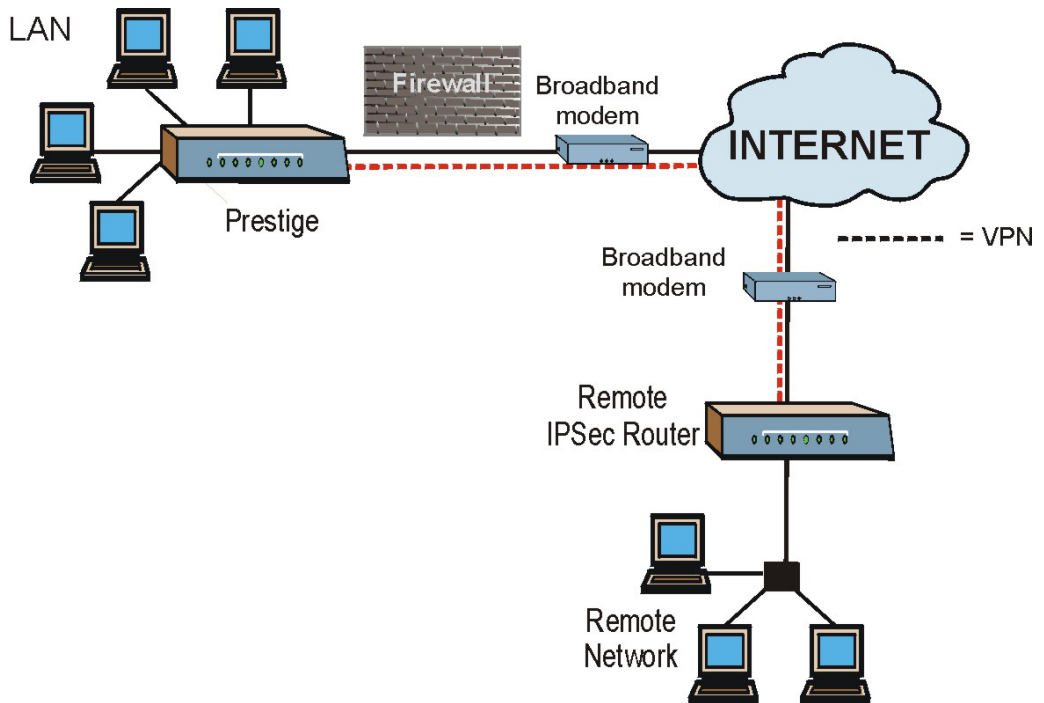 LAN
Firewall
Broadband
modem
INTERNET
Prestige
= VPN
Broadband
modem
Remote
IPSec Router
Remote
Network